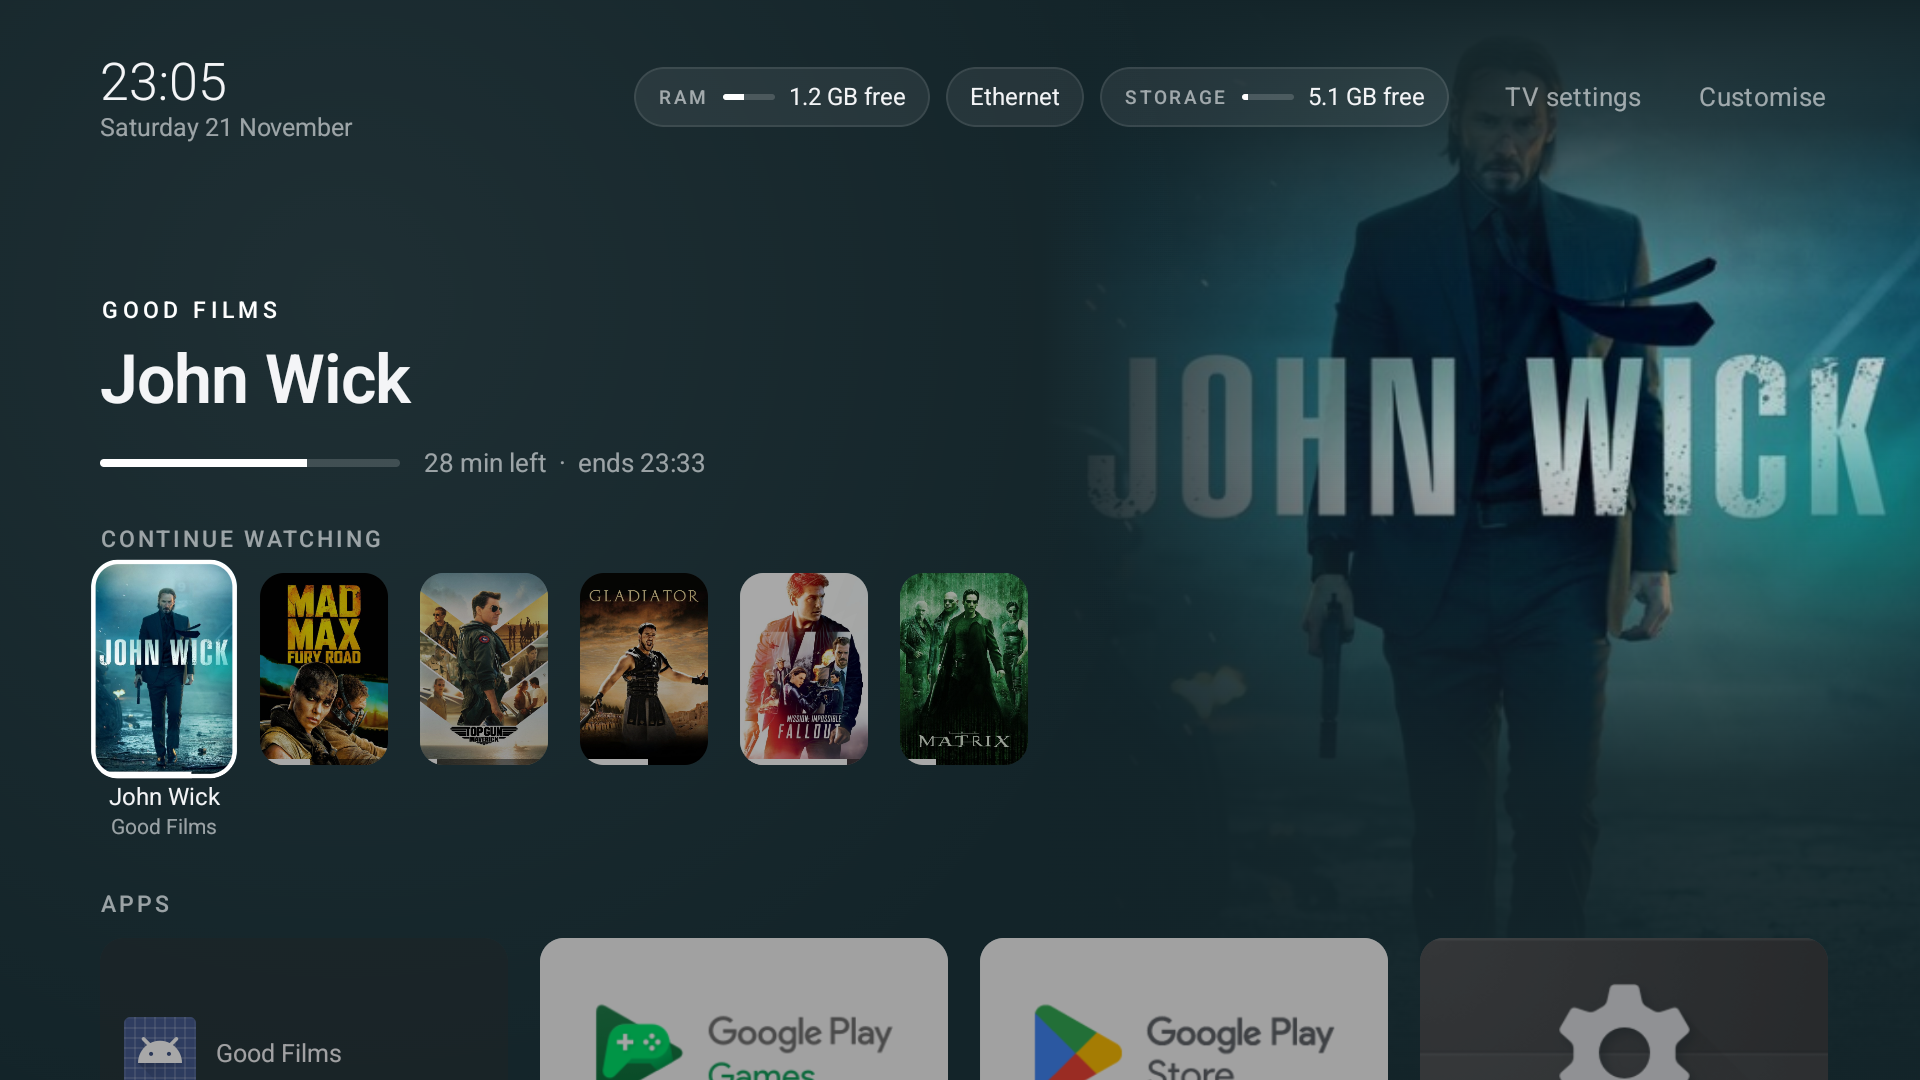 23:05
Saturday 21 November
RAM 1.2 GB free
Ethernet
STORAGE 5.1 GB free
TV settings
Customise
GOOD FILMS
John Wick
28 min left · ends 23:33
JOHN WICK
CONTINUE WATCHING
JOHN WICK
MAD
MAX
FURY ROAD
TOPGUN
MAVERICK
GLADIATOR
MISSION: IMPOSSIBLE
FALLOUT
MATRIX
John Wick
Good Films
APPS
Good Films
Google Play
Games
Google Play
Store